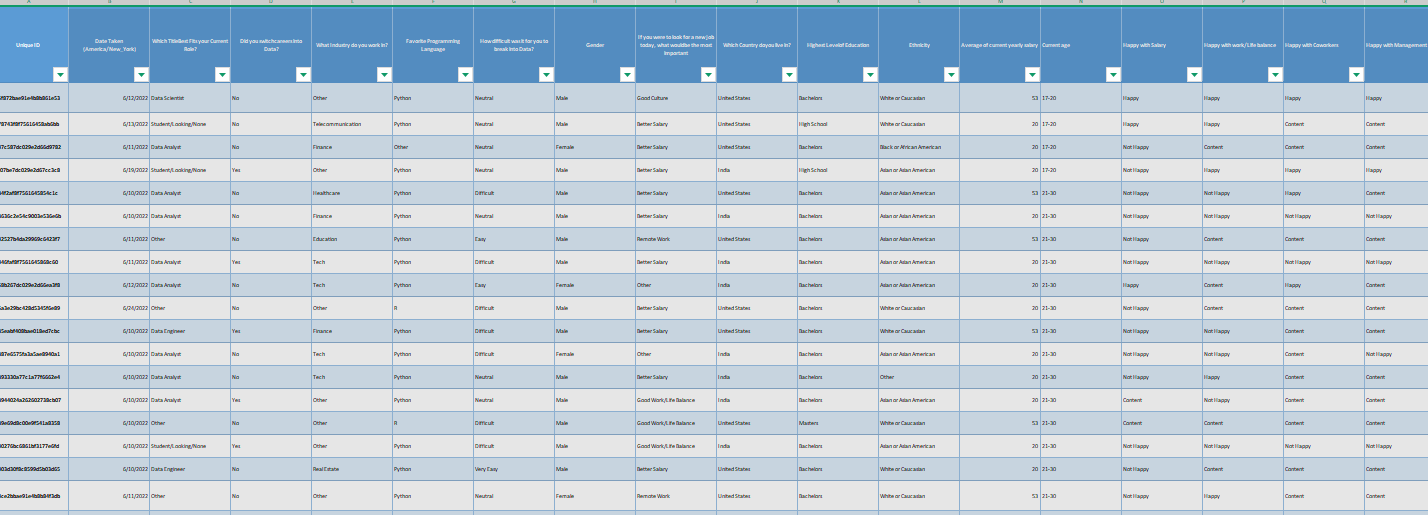 A B C D E F G H I J K L M N O P Q R
Unique ID
Date Taken (America/New_York)
Which Title Best Fits your Current Role?
Did you switch careers into Data?
What Industry do you work in?
Favorite Programming Language
How difficult was it for you to break into Data?
Gender
If you were to look for a new job today, what would be the most important
Which Country do you live in?
Highest Level of Education
Ethnicity
Average of current yearly salary
Current age
Happy with Salary
Happy with work/Life balance
Happy with Coworkers
Happy with Management
6/12/2022 Data Scientist No Other Python Neutral Male Good Culture United States Bachelors White or Caucasian 53 17-20 Happy Happy Happy Happy
6/13/2022 Student/Looking/None No Telecommunication Python Neutral Male Better Salary United States High School White or Caucasian 20 17-20 Happy Happy Content Content
6/11/2022 Data Analyst No Finance Other Neutral Female Better Salary United States Bachelors Black or African American 20 17-20 Not Happy Content Content Content
6/19/2022 Student/Looking/None Yes Other Python Neutral Male Better Salary India High School Asian or Asian American 20 17-20 Not Happy Happy Happy Happy
6/10/2022 Data Analyst No Healthcare Python Difficult Male Better Salary United States Bachelors Asian or Asian American 53 21-30 Not Happy Not Happy Happy Content
6/10/2022 Data Analyst No Finance Python Neutral Male Better Salary India Bachelors Asian or Asian American 20 21-30 Not Happy Not Happy Not Happy Not Happy
6/11/2022 Other No Education Python Easy Male Remote Work United States Bachelors Asian or Asian American 53 21-30 Not Happy Content Content Content
6/11/2022 Data Analyst Yes Tech Python Difficult Male Better Salary India Bachelors Asian or Asian American 20 21-30 Not Happy Not Happy Not Happy Not Happy
6/12/2022 Data Analyst No Tech Python Easy Female Other India Bachelors Asian or Asian American 20 21-30 Happy Content Happy Content
6/24/2022 Other No Other R Difficult Male Better Salary United States Bachelors White or Caucasian 20 21-30 Not Happy Content Content Content
6/10/2022 Data Engineer Yes Finance Python Difficult Male Better Salary United States Bachelors White or Caucasian 53 21-30 Not Happy Not Happy Content Content
6/10/2022 Data Analyst No Tech Python Difficult Female Other India Bachelors Asian or Asian American 20 21-30 Not Happy Not Happy Content Not Happy
6/10/2022 Data Analyst No Tech Python Neutral Male Better Salary India Bachelors Other 20 21-30 Not Happy Happy Content Content
6/10/2022 Data Analyst Yes Other Python Neutral Male Good Work/Life Balance India Bachelors Asian or Asian American 20 21-30 Content Not Happy Content Content
6/10/2022 Other No Other R Difficult Male Good Work/Life Balance United States Masters White or Caucasian 53 21-30 Content Content Content Content
6/10/2022 Student/Looking/None Yes Other Python Difficult Male Good Work/Life Balance India Bachelors Asian or Asian American 20 21-30 Not Happy Not Happy Not Happy Not Happy
6/10/2022 Data Engineer No Real Estate Python Very Easy Male Better Salary United States Bachelors White or Caucasian 20 21-30 Not Happy Content Content Content
6/11/2022 Other No Other Python Neutral Female Remote Work United States Bachelors White or Caucasian 53 21-30 Not Happy Happy Content Content